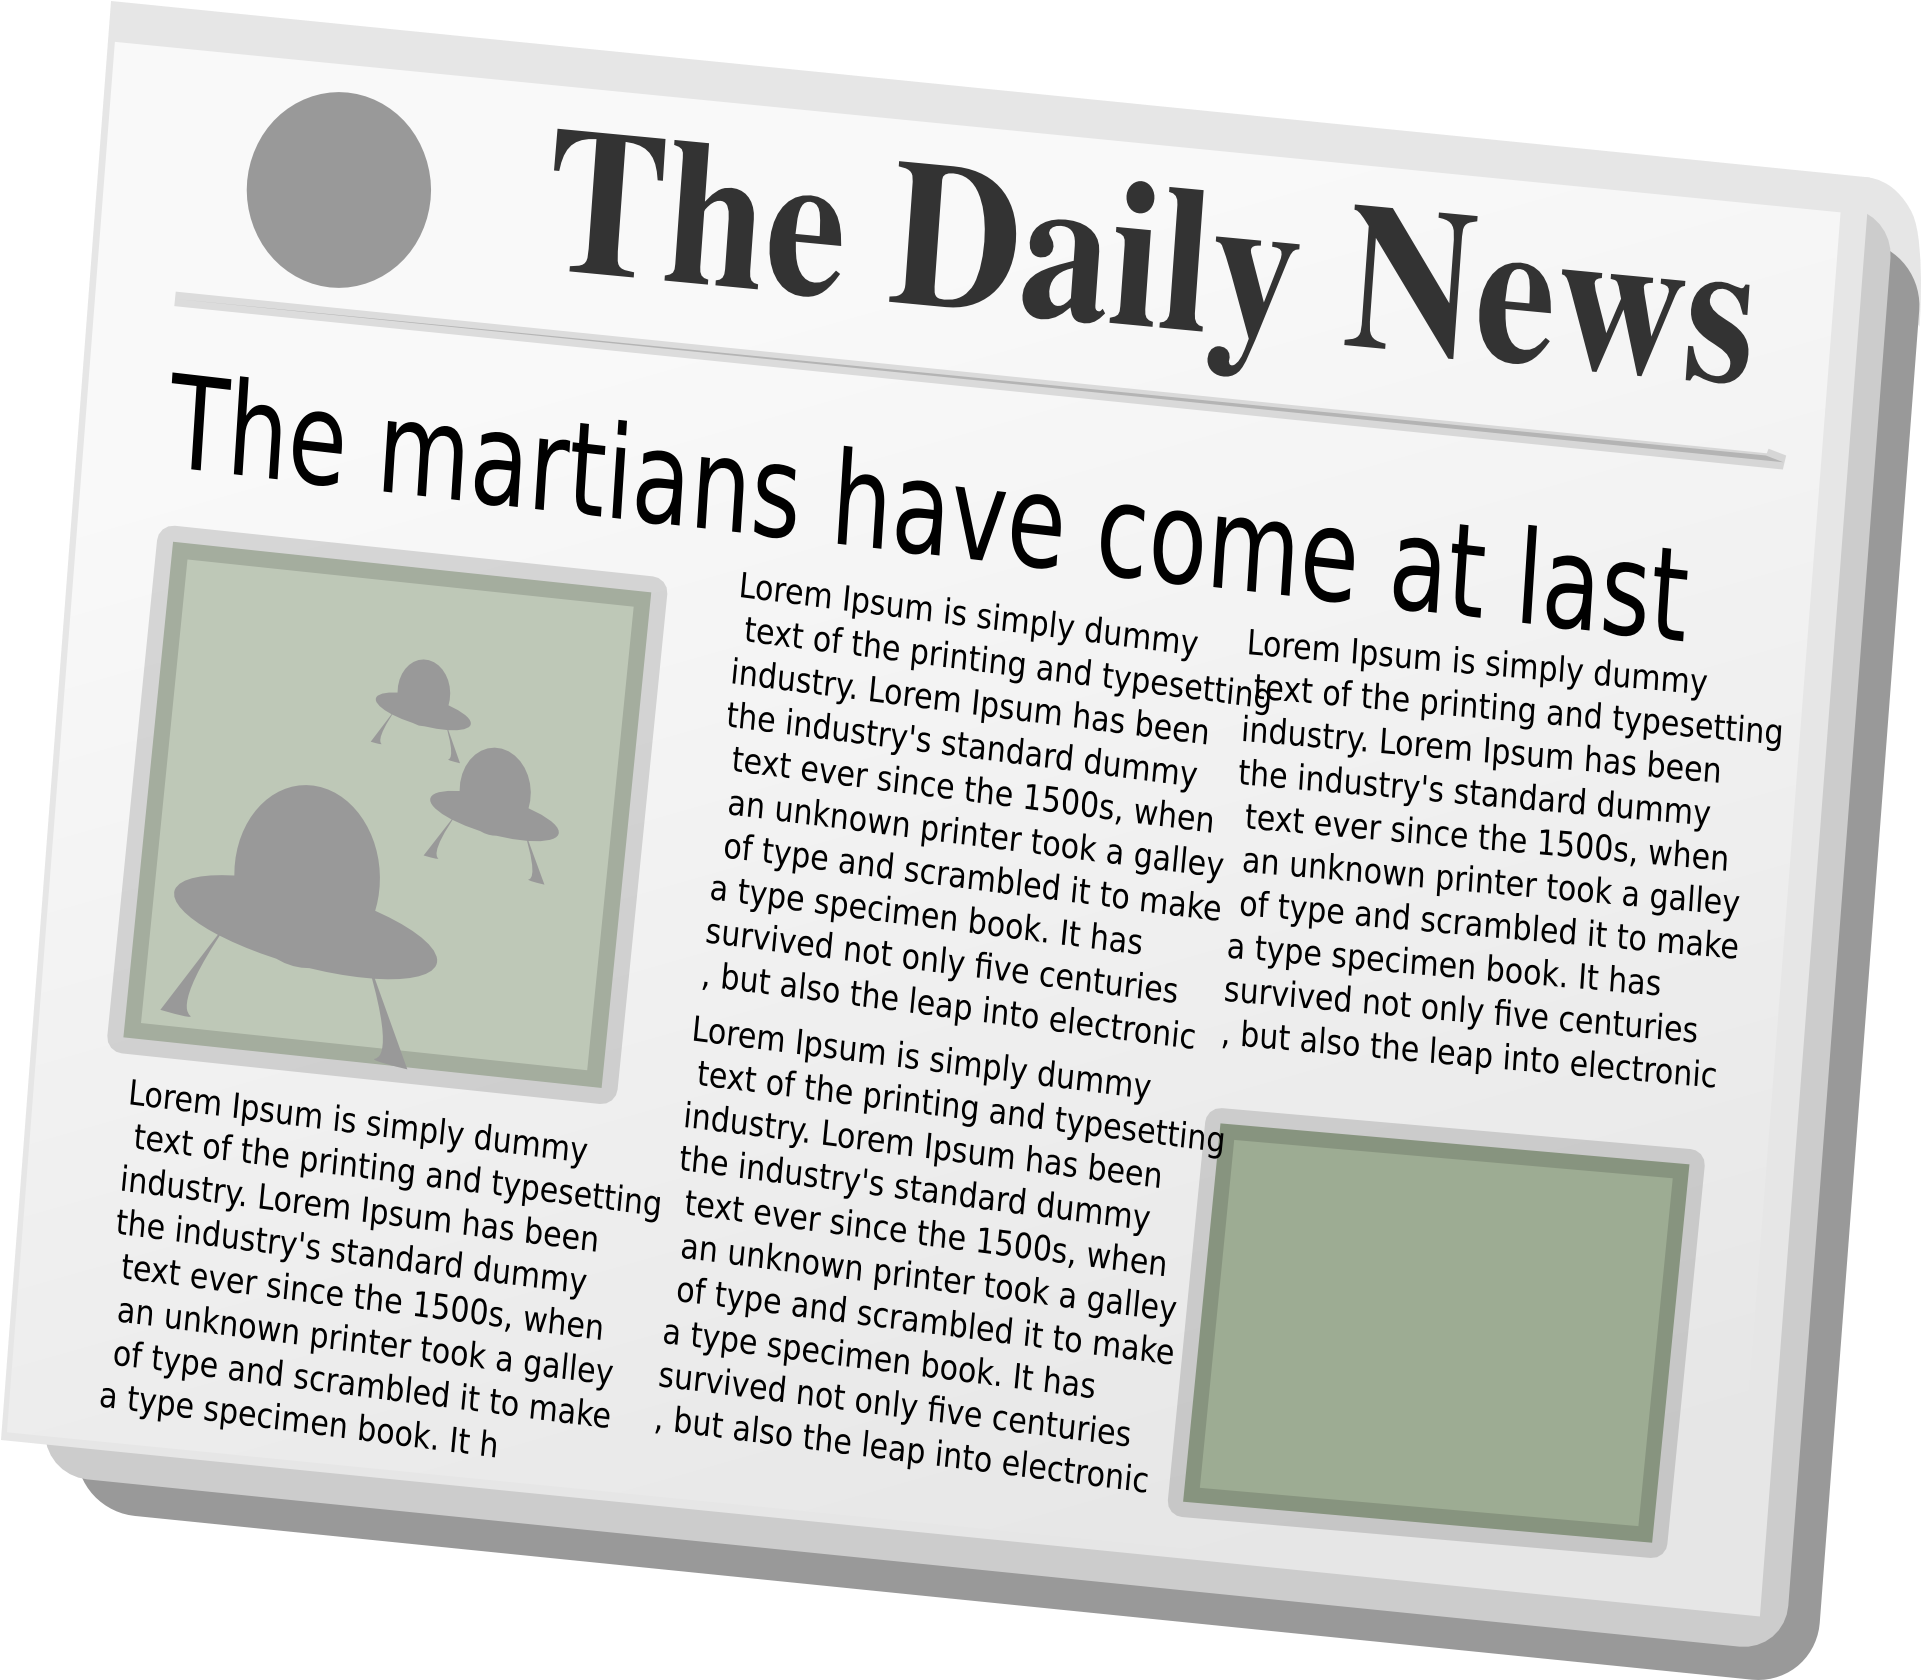 The Daily News
The martians have come at last
Lorem Ipsum is simply dummy
text of the printing and typesetting
industry. Lorem Ipsum has been
the industry's standard dummy
text ever since the 1500s, when
an unknown printer took a galley
of type and scrambled it to make
a type specimen book. It h
Lorem Ipsum is simply dummy
text of the printing and typesetting
industry. Lorem Ipsum has been
the industry's standard dummy
text ever since the 1500s, when
an unknown printer took a galley
of type and scrambled it to make
a type specimen book. It has
survived not only five centuries
, but also the leap into electronic
Lorem Ipsum is simply dummy
text of the printing and typesetting
industry. Lorem Ipsum has been
the industry's standard dummy
text ever since the 1500s, when
an unknown printer took a galley
of type and scrambled it to make
a type specimen book. It has
survived not only five centuries
, but also the leap into electronic
Lorem Ipsum is simply dummy
text of the printing and typesetting
industry. Lorem Ipsum has been
the industry's standard dummy
text ever since the 1500s, when
an unknown printer took a galley
of type and scrambled it to make
a type specimen book. It has
survived not only five centuries
, but also the leap into electronic